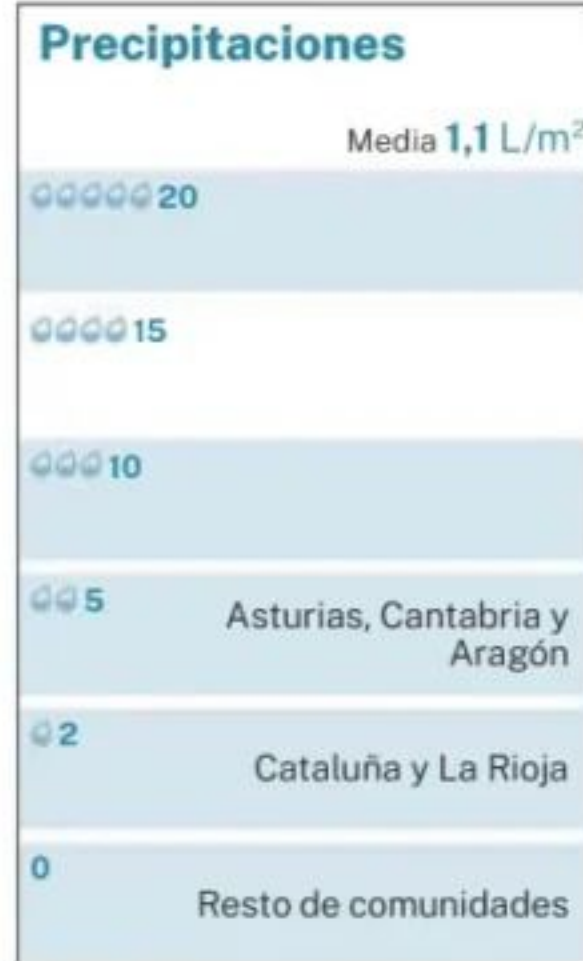 Precipitaciones
Media 1,1 L/m²
20
15
10
5
Asturias, Cantabria y
Aragón
2
Cataluña y La Rioja
0
Resto de comunidades